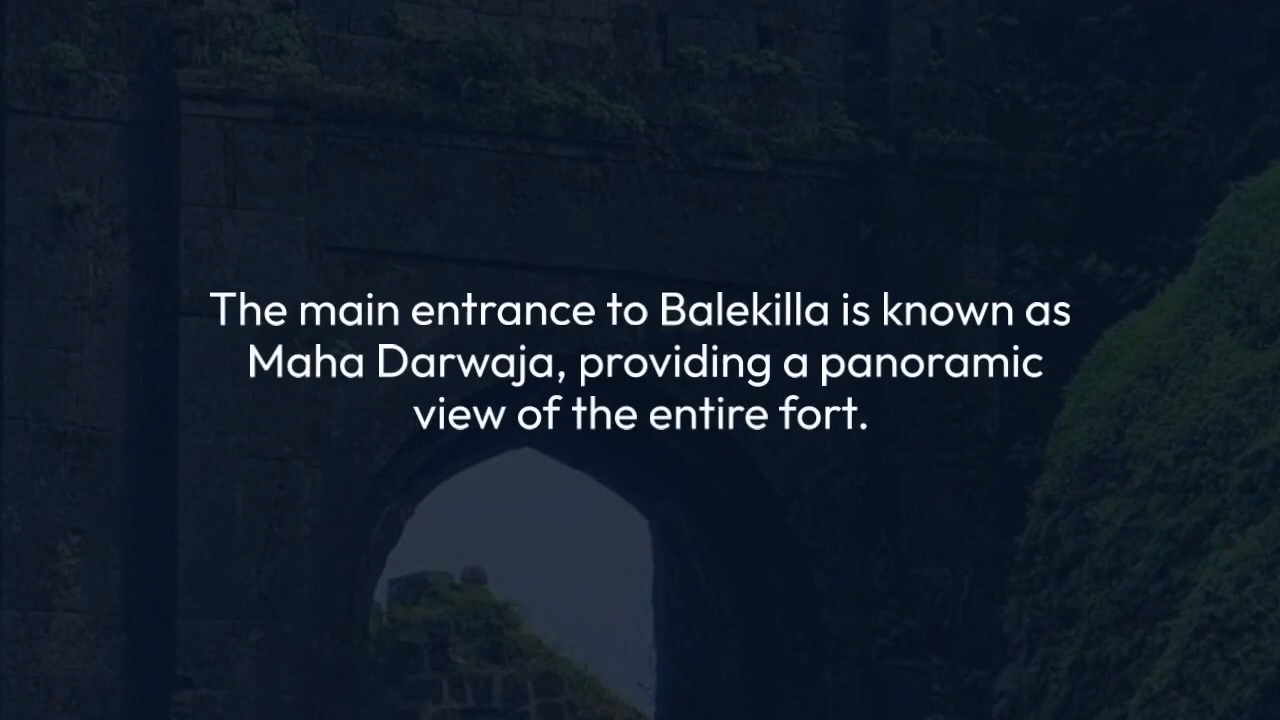 The main entrance to Balekilla is known as
Maha Darwaja, providing a panoramic
view of the entire fort.